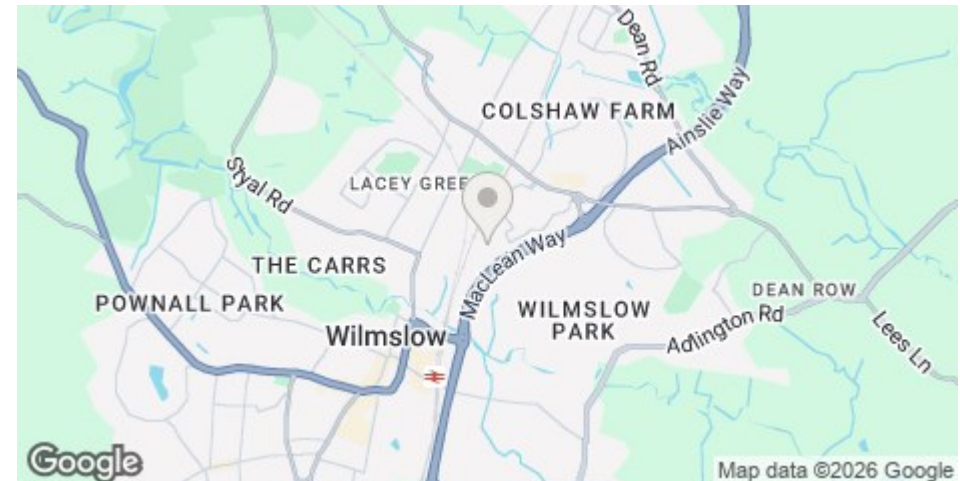 Dean Rd
COLSHAW FARM
Ainslie Way
LACEY GREE
Styal Rd
MacLean Way
THE CARRS
DEAN ROW
POWNALL PARK
WILMSLOW
PARK
Adlington Rd
Wilmslow
Lees Ln
Google
Map data ©2026 Google